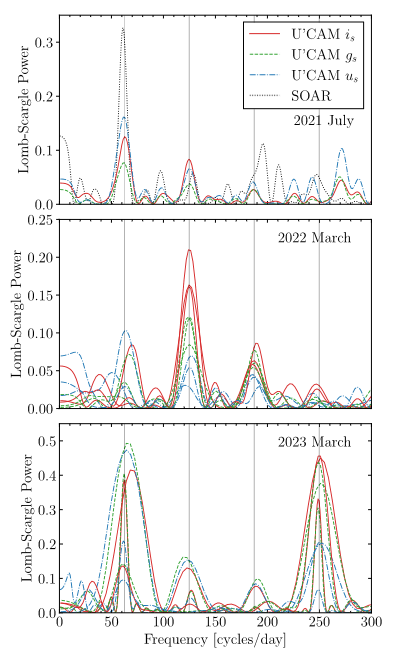 0.3
0.2
0.1
0.0
Lomb-Scargle Power
U'CAM iₛ
U'CAM gₛ
U'CAM uₛ
SOAR
2021 July
0.25
0.20
0.15
0.10
0.05
0.00
Lomb-Scargle Power
2022 March
0.5
0.4
0.3
0.2
0.1
0.0
Lomb-Scargle Power
2023 March
0 50 100 150 200 250 300
Frequency [cycles/day]